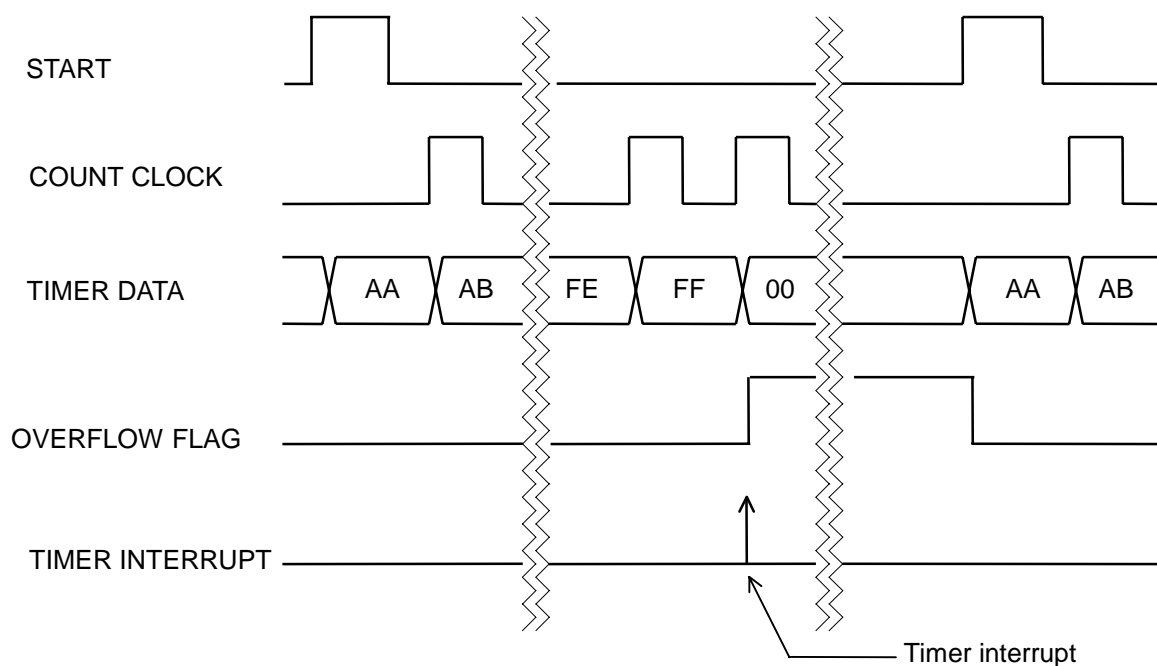 START
COUNT CLOCK
TIMER DATA AA AB FE FF 00 AA AB
OVERFLOW FLAG
TIMER INTERRUPT
Timer interrupt